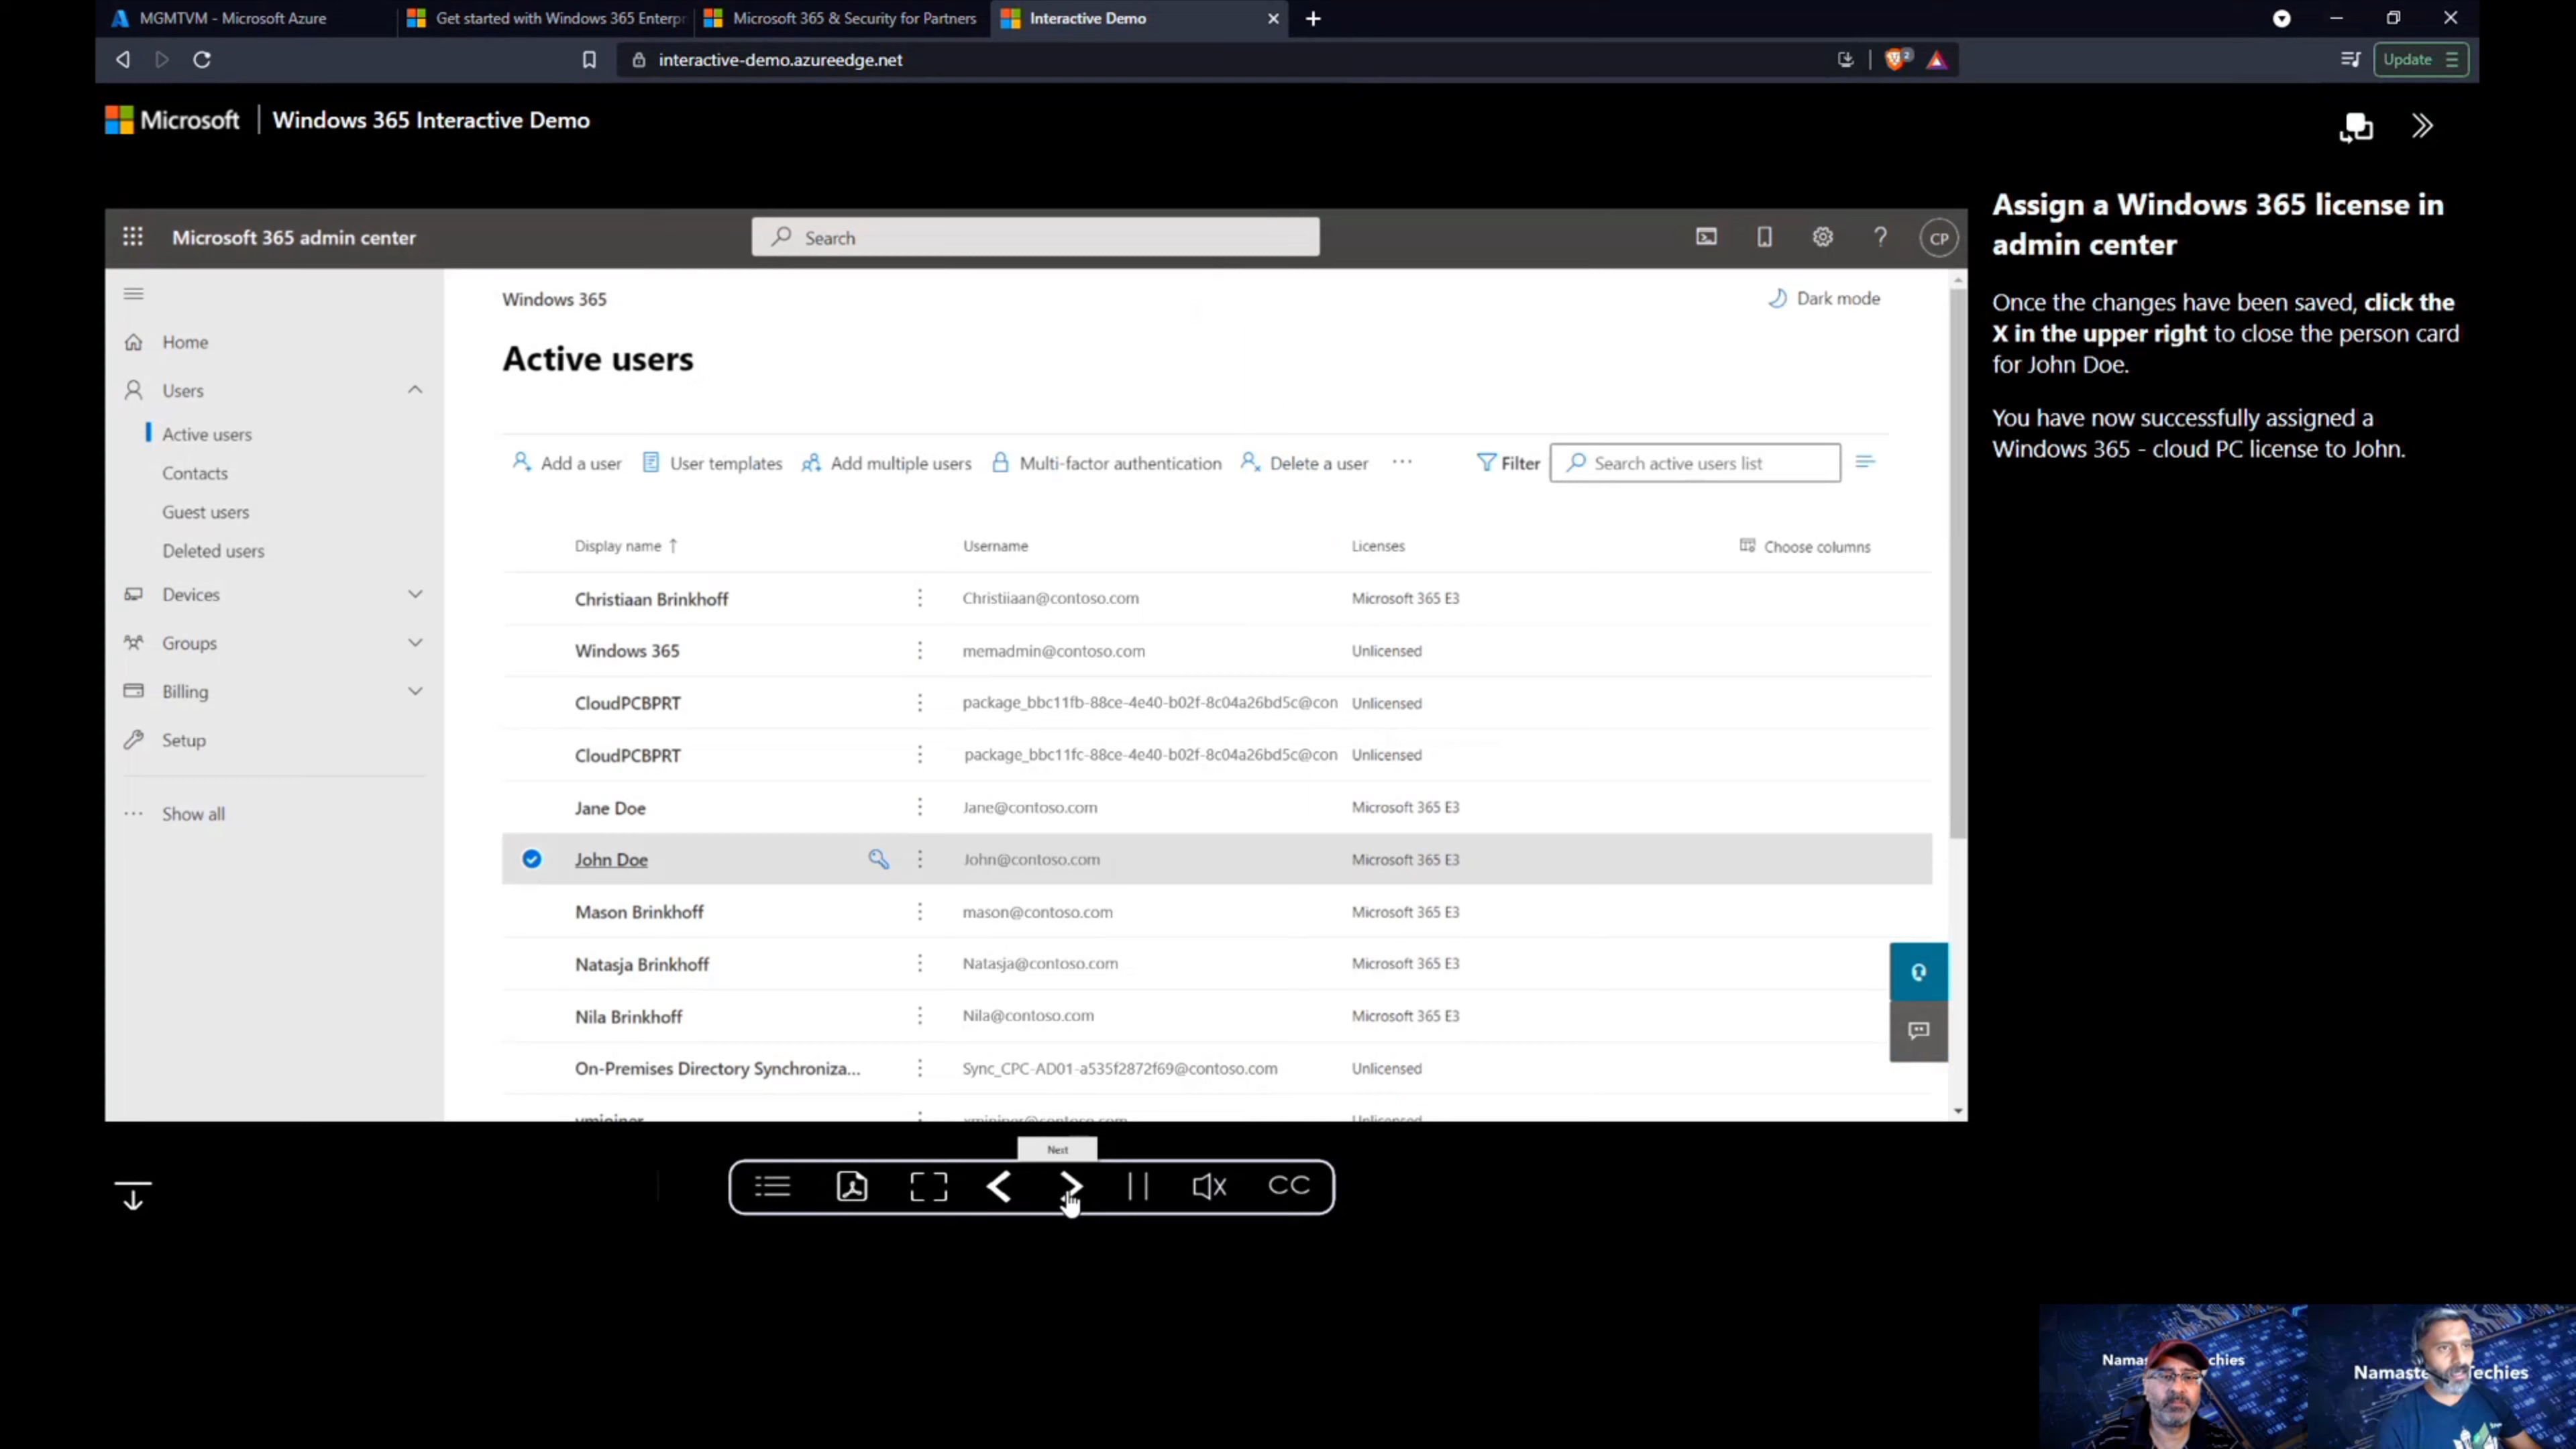 MGMTVM - Microsoft Azure
Get started with Windows 365 Enterpr
Microsoft 365 & Security for Partners
Interactive Demo
interactive-demo.azureedge.net
2
Update
Microsoft
Windows 365 Interactive Demo
Microsoft 365 admin center
Search
CP
Home
Users
Active users
Contacts
Guest users
Deleted users
Devices
Groups
Billing
Setup
Show all
Windows 365
Dark mode
Active users
Add a user
User templates
Add multiple users
Multi-factor authentication
Delete a user
Filter
Search active users list
Display name ↑
Username
Licenses
Choose columns
Christiaan Brinkhoff
Christiiaan@contoso.com
Microsoft 365 E3
Windows 365
memadmin@contoso.com
Unlicensed
CloudPCBPRT
package_bbc11fb-88ce-4e40-b02f-8c04a26bd5c@con
Unlicensed
CloudPCBPRT
package_bbc11fc-88ce-4e40-b02f-8c04a26bd5c@con
Unlicensed
Jane Doe
Jane@contoso.com
Microsoft 365 E3
John Doe
John@contoso.com
Microsoft 365 E3
Mason Brinkhoff
mason@contoso.com
Microsoft 365 E3
Natasja Brinkhoff
Natasja@contoso.com
Microsoft 365 E3
Nila Brinkhoff
Nila@contoso.com
Microsoft 365 E3
On-Premises Directory Synchroniza...
Sync_CPC-AD01-a535f2872f69@contoso.com
Unlicensed
Unlicensed
Assign a Windows 365 license in
admin center
Once the changes have been saved, click the
X in the upper right to close the person card
for John Doe.
You have now successfully assigned a
Windows 365 - cloud PC license to John.
Next
CC
Namas
chies
Namaste
Techies